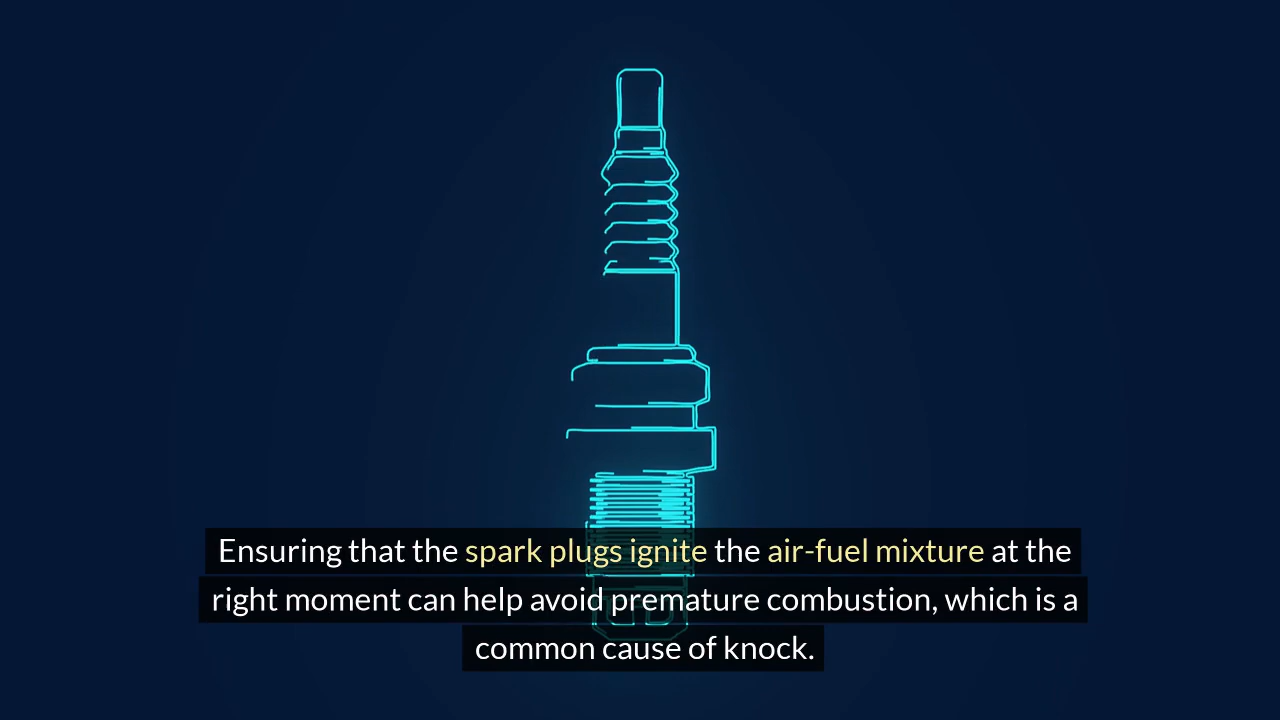 Ensuring that the spark plugs ignite the air-fuel mixture at the
right moment can help avoid premature combustion, which is a
common cause of knock.